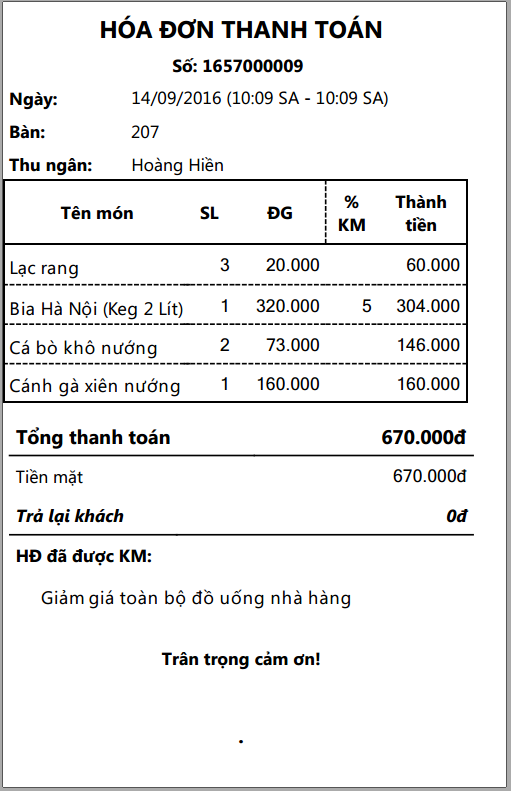 HÓA ĐƠN THANH TOÁN
Số: 1657000009
Ngày: 14/09/2016 (10:09 SA - 10:09 SA)
Bàn: 207
Thu ngân: Hoàng Hiền
Tên món SL ĐG % KM Thành tiền
Lạc rang 3 20.000 60.000
Bia Hà Nội (Keg 2 Lít) 1 320.000 5 304.000
Cá bò khô nướng 2 73.000 146.000
Cánh gà xiên nướng 1 160.000 160.000
Tổng thanh toán 670.000đ
Tiền mặt 670.000đ
Trả lại khách 0đ
HĐ đã được KM:
Giảm giá toàn bộ đồ uống nhà hàng
Trân trọng cảm ơn!
.